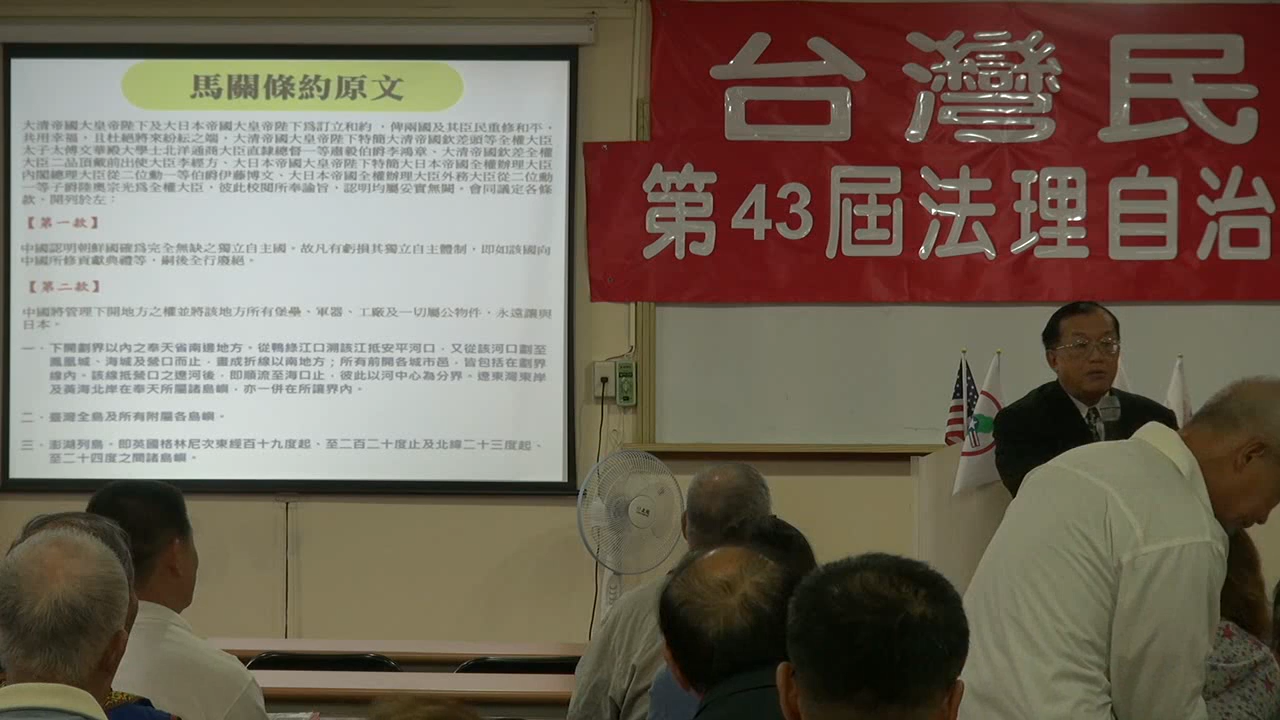 馬關條約原文
大清帝國大皇帝陛下及大日本帝國大皇帝陛下爲訂立和約，俾兩國及其臣民重修和平，
共用幸福，且杜絕將來紛紜之端，大清帝國大皇帝陛下特簡大清帝國欽差頭等全權大臣
太子太傅文華殿大學士北洋通商大臣直隸總督一等肅毅伯爵李鴻章、大清帝國欽差全權
大臣二品頂戴前出使大臣李經方、大日本帝國大皇帝陛下特簡大日本帝國全權辦理大臣
內閣總理大臣從二位勳一等伯爵伊藤博文、大日本帝國全權辦理大臣外務大臣從二位勳
一等子爵陸奧宗光爲全權大臣，彼此校閱所奉諭旨，認明均屬妥實無闕，會同議定各條
款，開列於左：
【第一款】
中國認明朝鮮國確爲完全無缺之獨立自主國。故凡有虧損其獨立自主體制，即如該國向
中國所修貢獻典禮等，嗣後全行廢絕。
【第二款】
中國將管理下開地方之權並將該地方所有堡壘、軍器、工廠及一切屬公物件，永遠讓與
日本。
一．下開劃界以內之奉天省南邊地方。從鴨綠江口溯該江抵安平河口，又從該河口劃至
鳳凰城、海城及營口而止，畫成折線以南地方；所有前開各城市邑，皆包括在劃界
線內。該線抵營口之遼河後，即順流至海口止，彼此以河中心為分界。遼東灣東岸
及黃海北岸在奉天所屬諸島嶼，亦一併在所讓界內。
二．臺灣全島及所有附屬各島嶼。
三．澎湖列島。即英國格林尼次東經百十九度起、至二百二十度止及北緯二十三度起、
至二十四度之間諸島嶼。
台灣民
第43屆法理自治